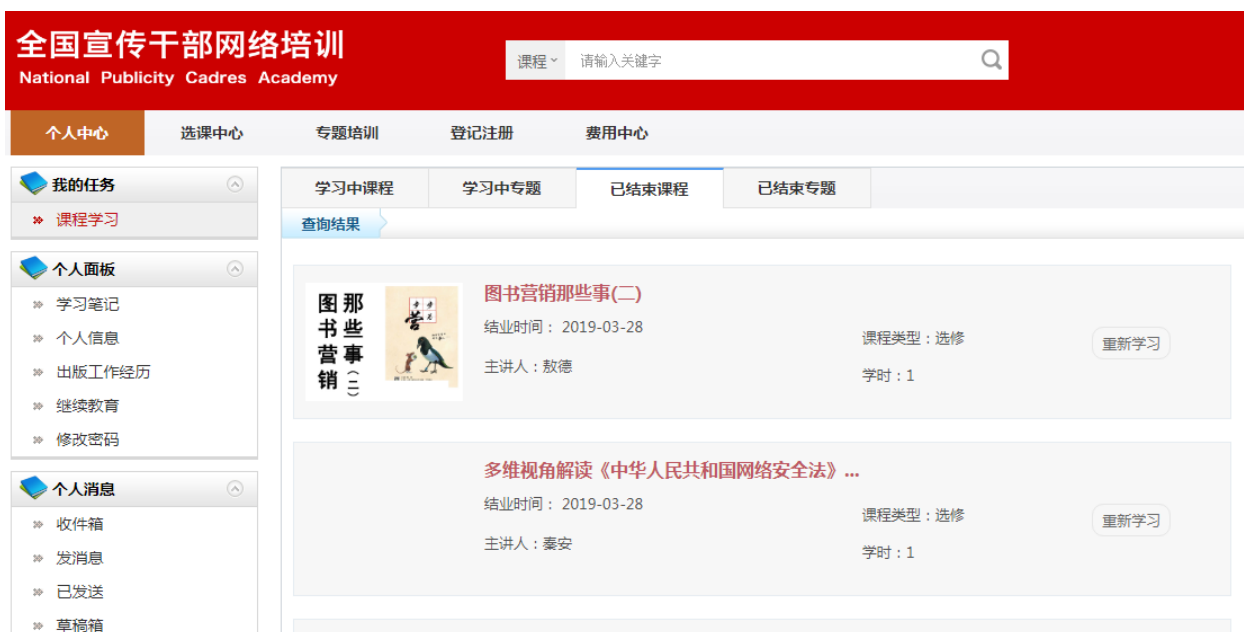 全国宣传干部网络培训
National Publicity Cadres Academy
课程
请输入关键字
个人中心
选课中心
专题培训
登记注册
费用中心
我的任务
课程学习
个人面板
学习笔记
个人信息
出版工作经历
继续教育
修改密码
个人消息
收件箱
发消息
已发送
草稿箱
学习中课程
学习中专题
已结束课程
已结束专题
查询结果
那些事(二)
图书营销
图书营销那些事(二)
结业时间： 2019-03-28
主讲人：敖德
课程类型：选修
学时：1
重新学习
多维视角解读《中华人民共和国网络安全法》...
结业时间： 2019-03-28
主讲人：秦安
课程类型：选修
学时：1
重新学习